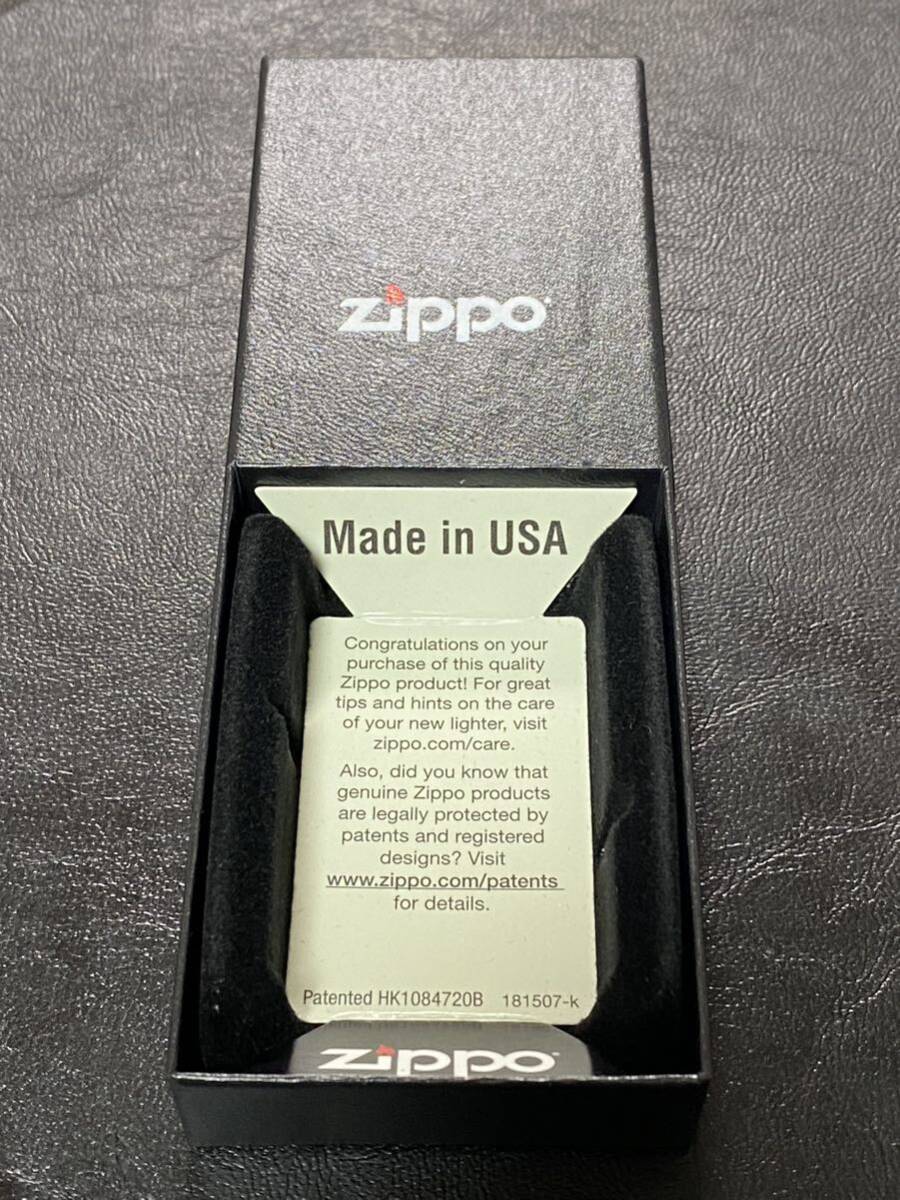 zippo
Made in USA
Congratulations on your
purchase of this quality
Zippo product! For great
tips and hints on the care
of your new lighter, visit
zippo.com/care.
Also, did you know that
genuine Zippo products
are legally protected by
patents and registered
designs? Visit
www.zippo.com/patents
for details.
Patented HK1084720B 181507-k
zippo